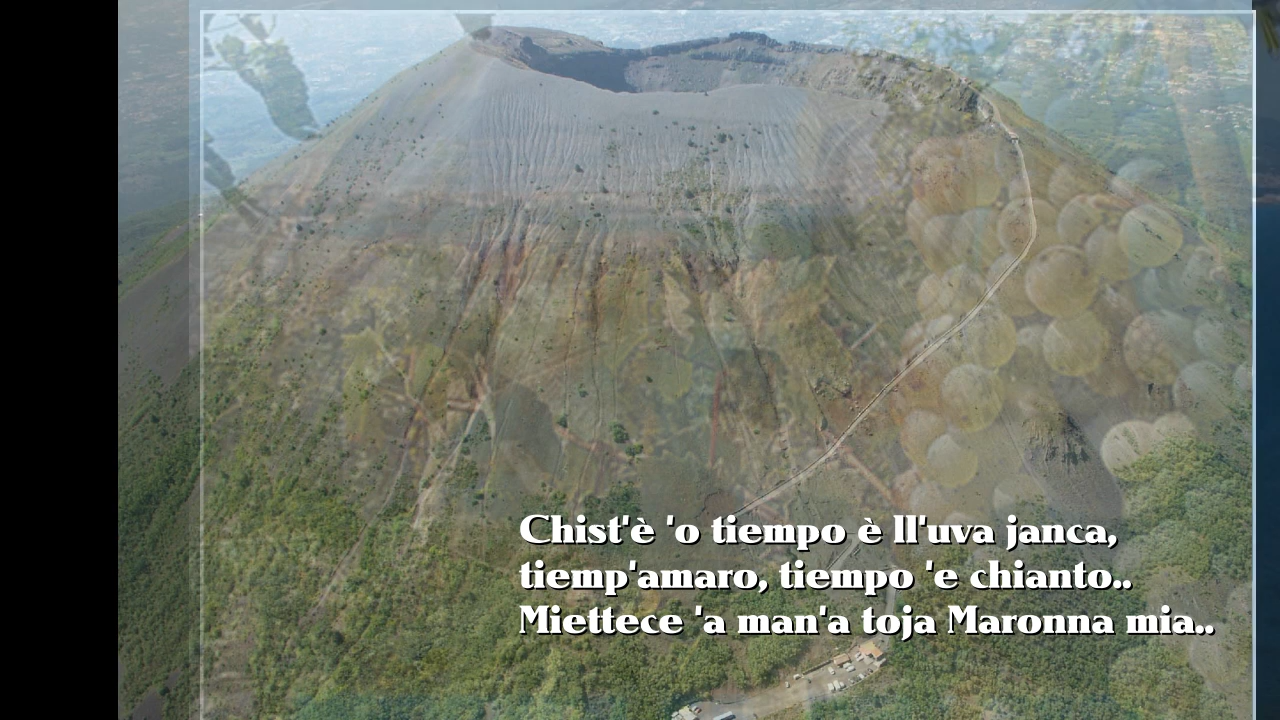 Chist'è 'o tiempo è ll'uva janca,
tiemp'amaro, tiempo 'e chianto..
Miettece 'a man'a toja Maronna mia..